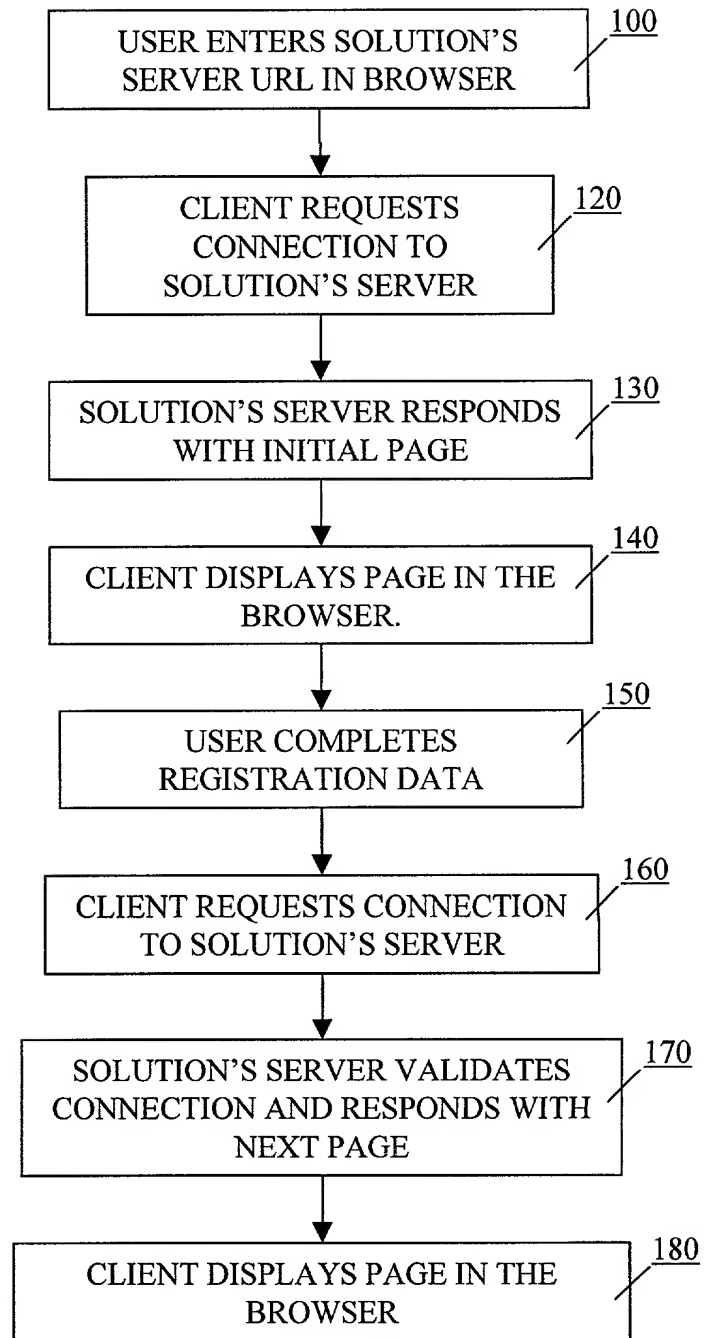 100
USER ENTERS SOLUTION'S
SERVER URL IN BROWSER
120
CLIENT REQUESTS
CONNECTION TO
SOLUTION'S SERVER
130
SOLUTION'S SERVER RESPONDS
WITH INITIAL PAGE
140
CLIENT DISPLAYS PAGE IN THE
BROWSER.
150
USER COMPLETES
REGISTRATION DATA
160
CLIENT REQUESTS CONNECTION
TO SOLUTION'S SERVER
170
SOLUTION'S SERVER VALIDATES
CONNECTION AND RESPONDS WITH
NEXT PAGE
180
CLIENT DISPLAYS PAGE IN THE
BROWSER